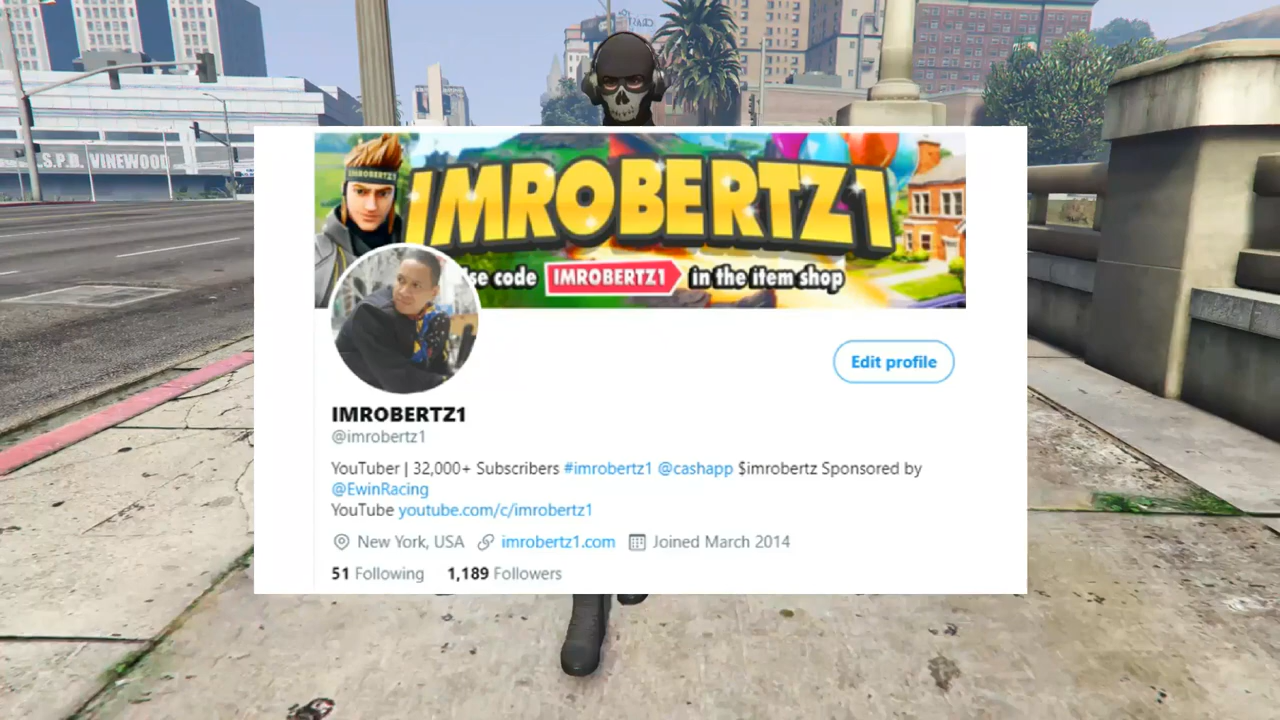 L.S.P.D. VINEWOOD
IMROBERTZ1
IMROBERTZ1
se code IMROBERTZ1 in the item shop
Edit profile
IMROBERTZ1
@imrobertz1
YouTuber | 32,000+ Subscribers #imrobertz1 @cashapp $imrobertz Sponsored by
@EwinRacing
YouTube youtube.com/c/imrobertz1
New York, USA imrobertz1.com Joined March 2014
51 Following 1,189 Followers